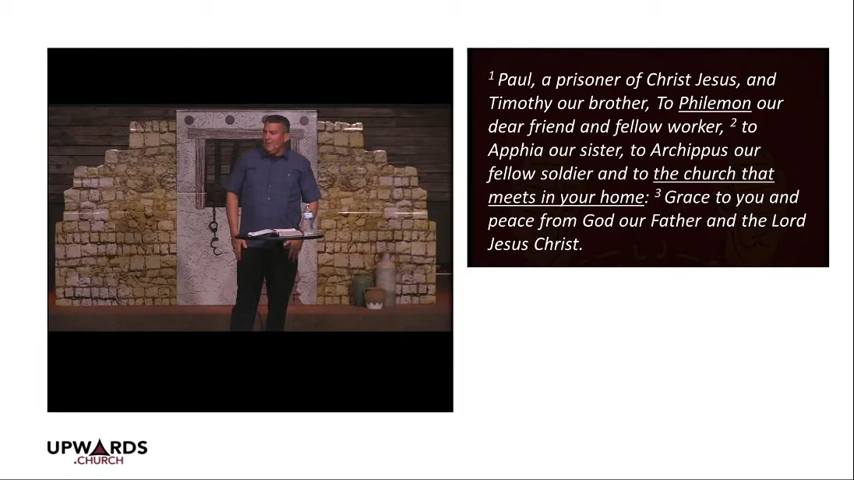 1 Paul, a prisoner of Christ Jesus, and
Timothy our brother, To Philemon our
dear friend and fellow worker, 2 to
Apphia our sister, to Archippus our
fellow soldier and to the church that
meets in your home: 3 Grace to you and
peace from God our Father and the Lord
Jesus Christ.
UPWARDS
.CHURCH